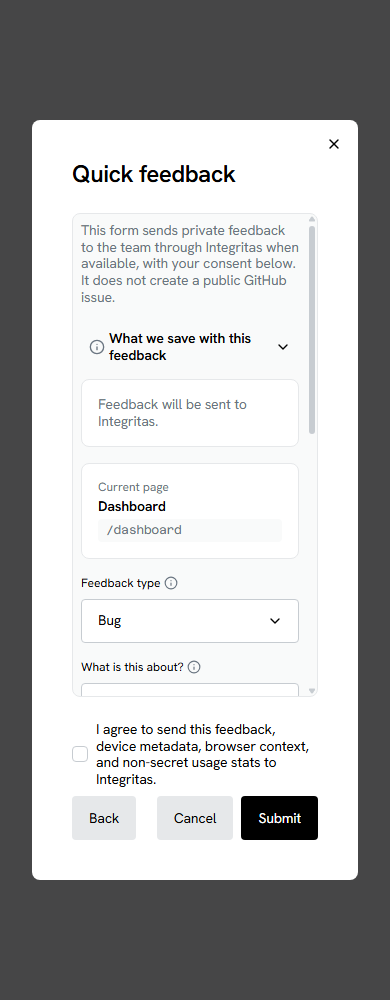 Quick feedback
This form sends private feedback
to the team through Integritas when
available, with your consent below.
It does not create a public GitHub
issue.
What we save with this
feedback
Feedback will be sent to
Integritas.
Current page
Dashboard
/dashboard
Feedback type
Bug
What is this about?
I agree to send this feedback,
device metadata, browser context,
and non-secret usage stats to
Integritas.
Back
Cancel
Submit